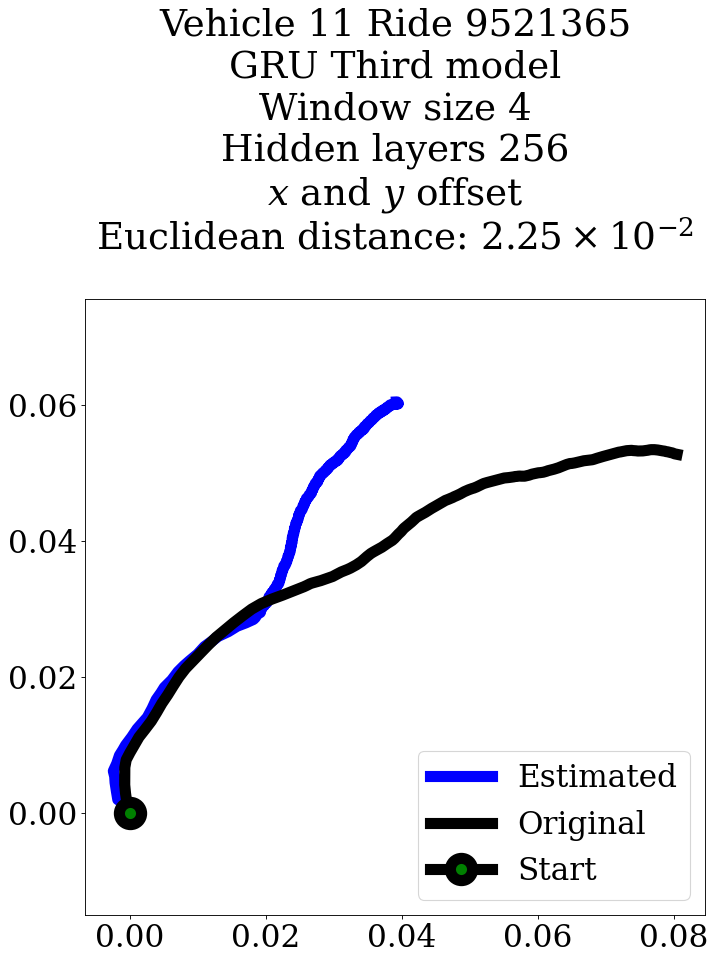 Vehicle 11 Ride 9521365
GRU Third model
Window size 4
Hidden layers 256
x and y offset
Euclidean distance: 2.25 × 10⁻²
0.06
0.04
0.02
0.00
Estimated
Original
Start
0.00 0.02 0.04 0.06 0.08